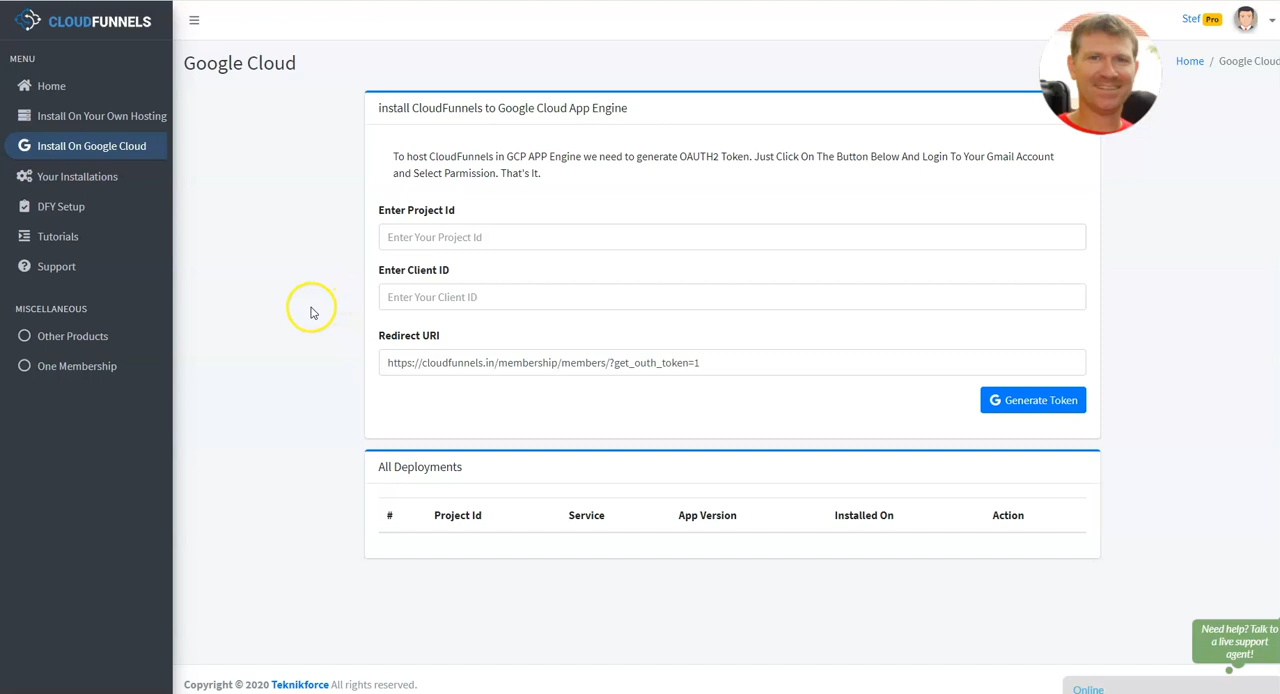 CLOUDFUNNELS
Stef Pro
MENU
Home
Install On Your Own Hosting
Install On Google Cloud
Your Installations
DFY Setup
Tutorials
Support
MISCELLANEOUS
Other Products
One Membership
Google Cloud
Home / Google Cloud
install CloudFunnels to Google Cloud App Engine
To host CloudFunnels in GCP APP Engine we need to generate OAUTH2 Token. Just Click On The Button Below And Login To Your Gmail Account
and Select Parmission. That's It.
Enter Project Id
Enter Your Project Id
Enter Client ID
Enter Your Client ID
Redirect URI
https://cloudfunnels.in/membership/members/?get_outh_token=1
Generate Token
All Deployments
# Project Id Service App Version Installed On Action
Need help? Talk to
a live support
agent!
Online
Copyright © 2020 Teknikforce All rights reserved.